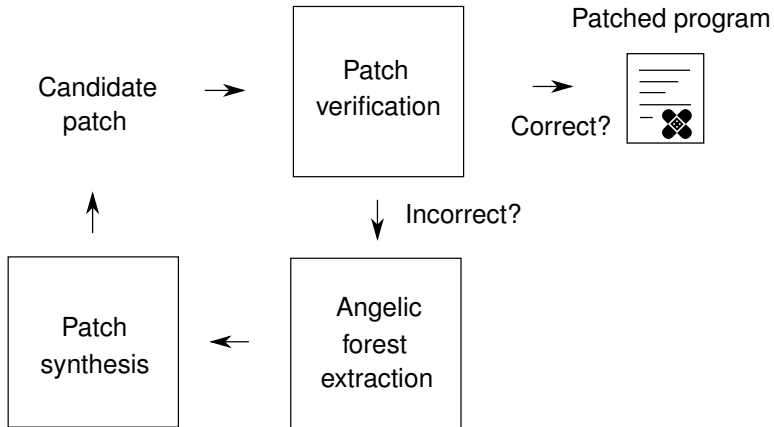 Patched program
Candidate
patch
Patch
verification
Correct?
Incorrect?
Patch
synthesis
Angelic
forest
extraction